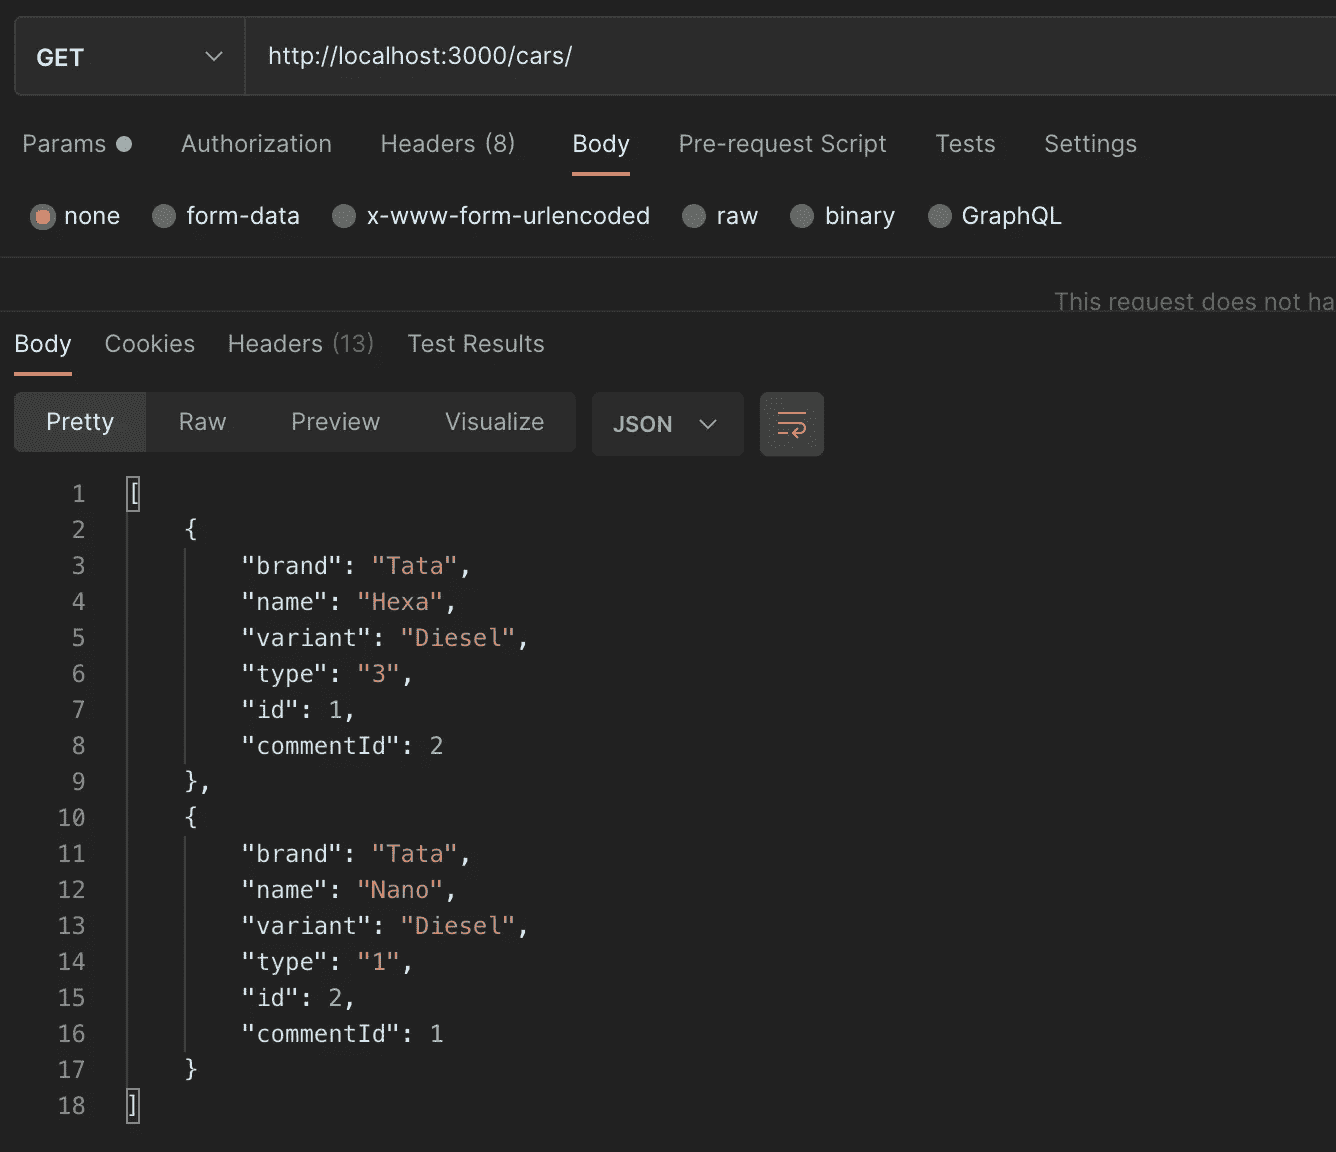 GET http://localhost:3000/cars/
Params Authorization Headers (8) Body Pre-request Script Tests Settings
none form-data x-www-form-urlencoded raw binary GraphQL
This request does not ha
Body Cookies Headers (13) Test Results
Pretty Raw Preview Visualize JSON
1 [
2 {
3 "brand": "Tata",
4 "name": "Hexa",
5 "variant": "Diesel",
6 "type": "3",
7 "id": 1,
8 "commentId": 2
9 },
10 {
11 "brand": "Tata",
12 "name": "Nano",
13 "variant": "Diesel",
14 "type": "1",
15 "id": 2,
16 "commentId": 1
17 }
18 ]